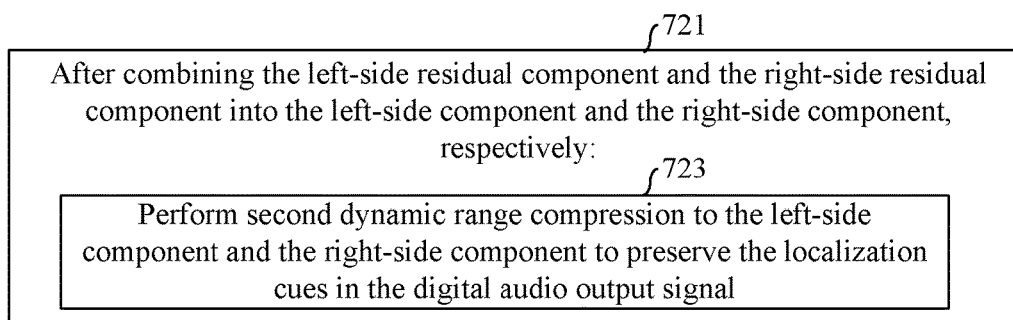 721
After combining the left-side residual component and the right-side residual
component into the left-side component and the right-side component,
respectively:
723
Perform second dynamic range compression to the left-side
component and the right-side component to preserve the localization
cues in the digital audio output signal